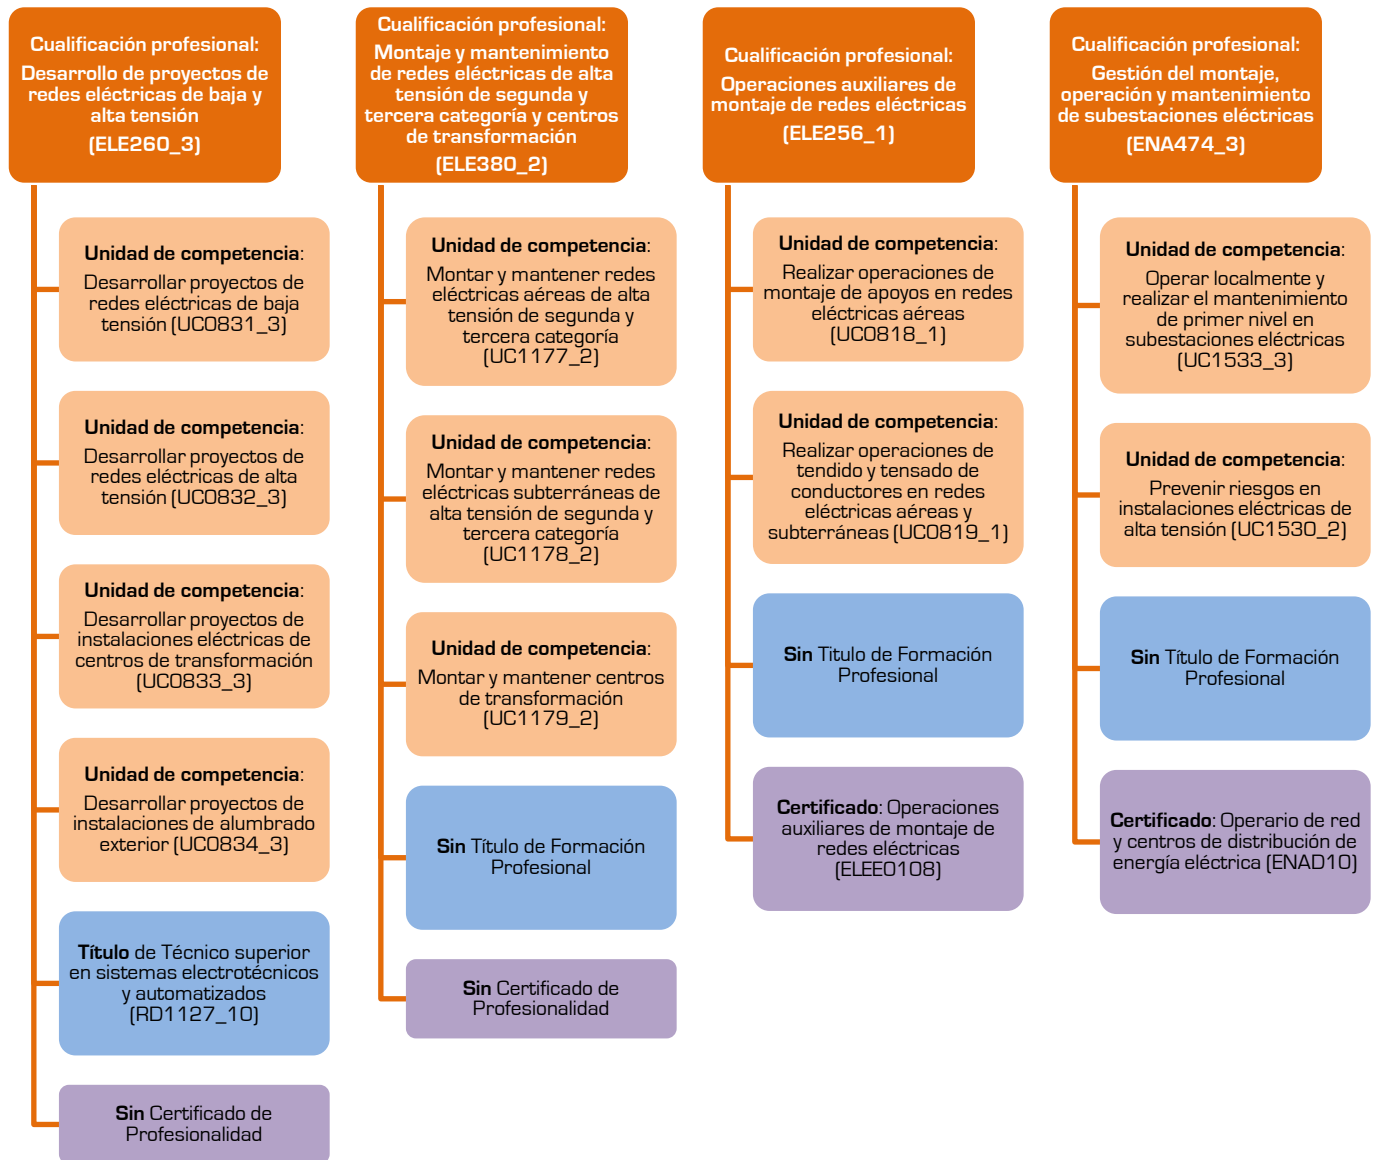 Cualificación profesional:
Desarrollo de proyectos de
redes eléctricas de baja y
alta tensión
(ELE260_3)
Unidad de competencia:
Desarrollar proyectos de
redes eléctricas de baja
tensión (UC0831_3)
Unidad de competencia:
Desarrollar proyectos de
redes eléctricas de alta
tensión (UC0832_3)
Unidad de competencia:
Desarrollar proyectos de
instalaciones eléctricas de
centros de transformación
(UC0833_3)
Unidad de competencia:
Desarrollar proyectos de
instalaciones de alumbrado
exterior (UC0834_3)
Título de Técnico superior
en sistemas electrotécnicos
y automatizados
(RD1127_10)
Sin Certificado de
Profesionalidad
Cualificación profesional:
Montaje y mantenimiento
de redes eléctricas de alta
tensión de segunda y
tercera categoría y centros
de transformación
(ELE380_2)
Unidad de competencia:
Montar y mantener redes
eléctricas aéreas de alta
tensión de segunda y
tercera categoría
(UC1177_2)
Unidad de competencia:
Montar y mantener redes
eléctricas subterráneas de
alta tensión de segunda y
tercera categoría
(UC1178_2)
Unidad de competencia:
Montar y mantener centros
de transformación
(UC1179_2)
Sin Título de Formación
Profesional
Sin Certificado de
Profesionalidad
Cualificación profesional:
Operaciones auxiliares de
montaje de redes eléctricas
(ELE256_1)
Unidad de competencia:
Realizar operaciones de
montaje de apoyos en redes
eléctricas aéreas
(UC0818_1)
Unidad de competencia:
Realizar operaciones de
tendido y tensado de
conductores en redes
eléctricas aéreas y
subterráneas (UC0819_1)
Sin Titulo de Formación
Profesional
Certificado: Operaciones
auxiliares de montaje de
redes eléctricas
(ELEE0108)
Cualificación profesional:
Gestión del montaje,
operación y mantenimiento
de subestaciones eléctricas
(ENA474_3)
Unidad de competencia:
Operar localmente y
realizar el mantenimiento
de primer nivel en
subestaciones eléctricas
(UC1533_3)
Unidad de competencia:
Prevenir riesgos en
instalaciones eléctricas de
alta tensión (UC1530_2)
Sin Título de Formación
Profesional
Certificado: Operario de red
y centros de distribución de
energía eléctrica (ENAD10)